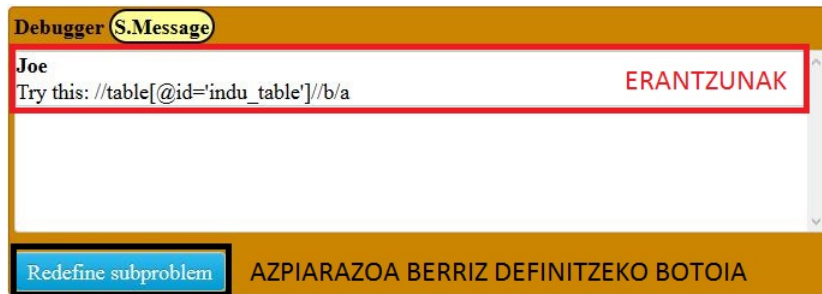 Debugger S.Message
Joe
Try this: //table[@id='indu_table']//b/a
ERANTZUNAK
Redefine subproblem
AZPIARAZOA BERRIZ DEFINITZEKO BOTOIA